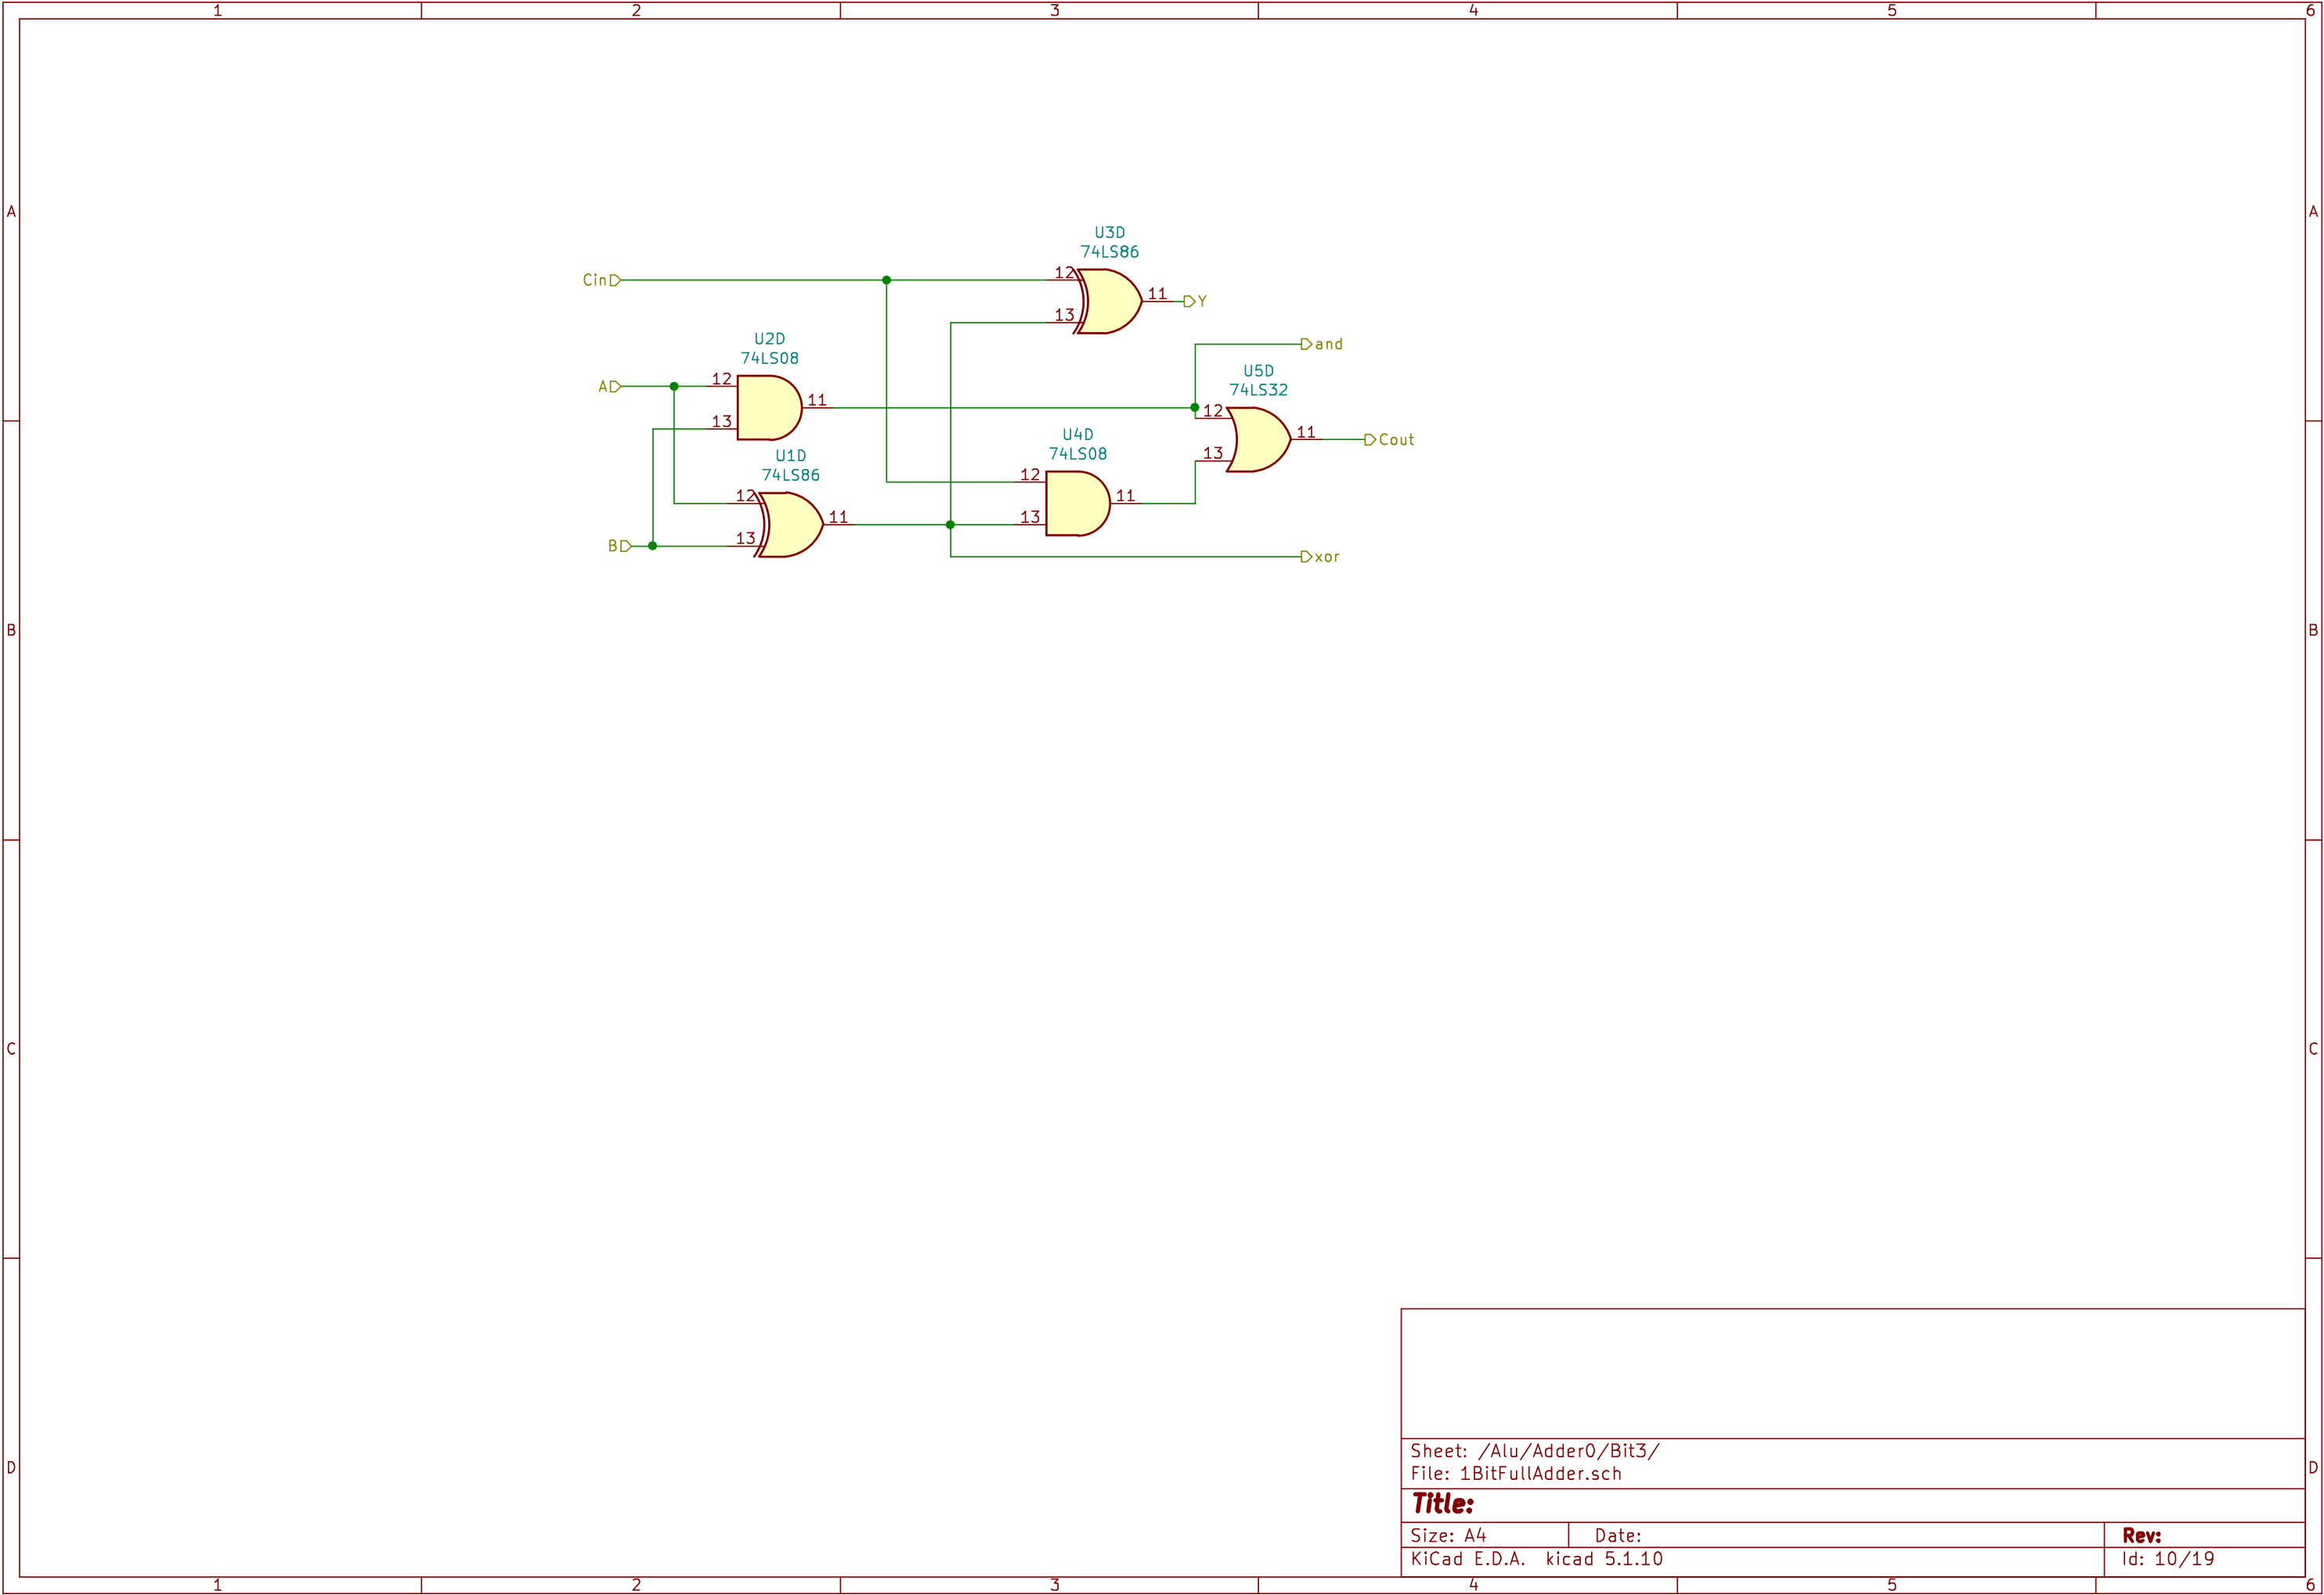 1 2 3 4 5 6
A A
U3D
74LS86
Cin 12
11 Y
13
U2D
74LS08
and
U5D
74LS32
A 12
11
12
13
U4D
74LS08
11 Cout
U1D
74LS86
13
12
12
11
11
13
B 13
xor
B B
C C
Sheet: /Alu/Adder0/Bit3/
File: 1BitFullAdder.sch
D D
Title:
Size: A4 Date: Rev:
KiCad E.D.A. kicad 5.1.10 Id: 10/19
1 2 3 4 5 6